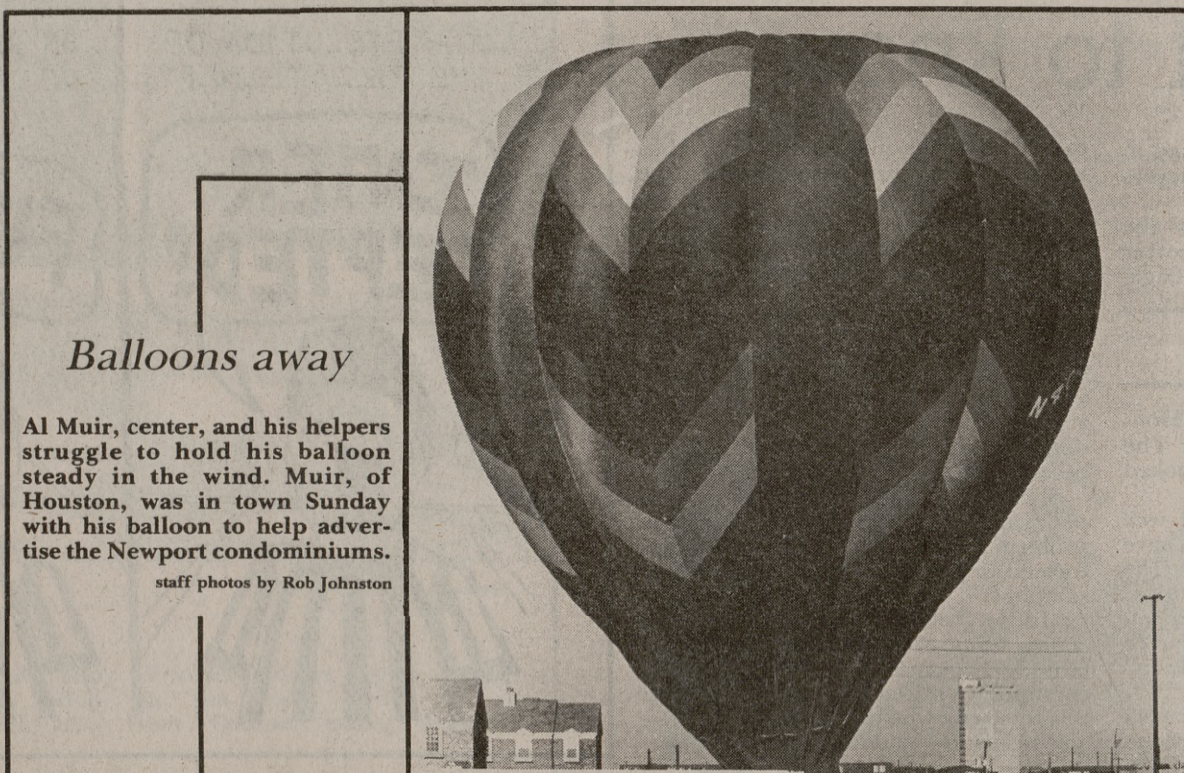 Balloons away
Al Muir, center, and his helpers
struggle to hold his balloon
steady in the wind. Muir, of
Houston, was in town Sunday
with his balloon to help adver-
tise the Newport condominiums.
staff photos by Rob Johnston